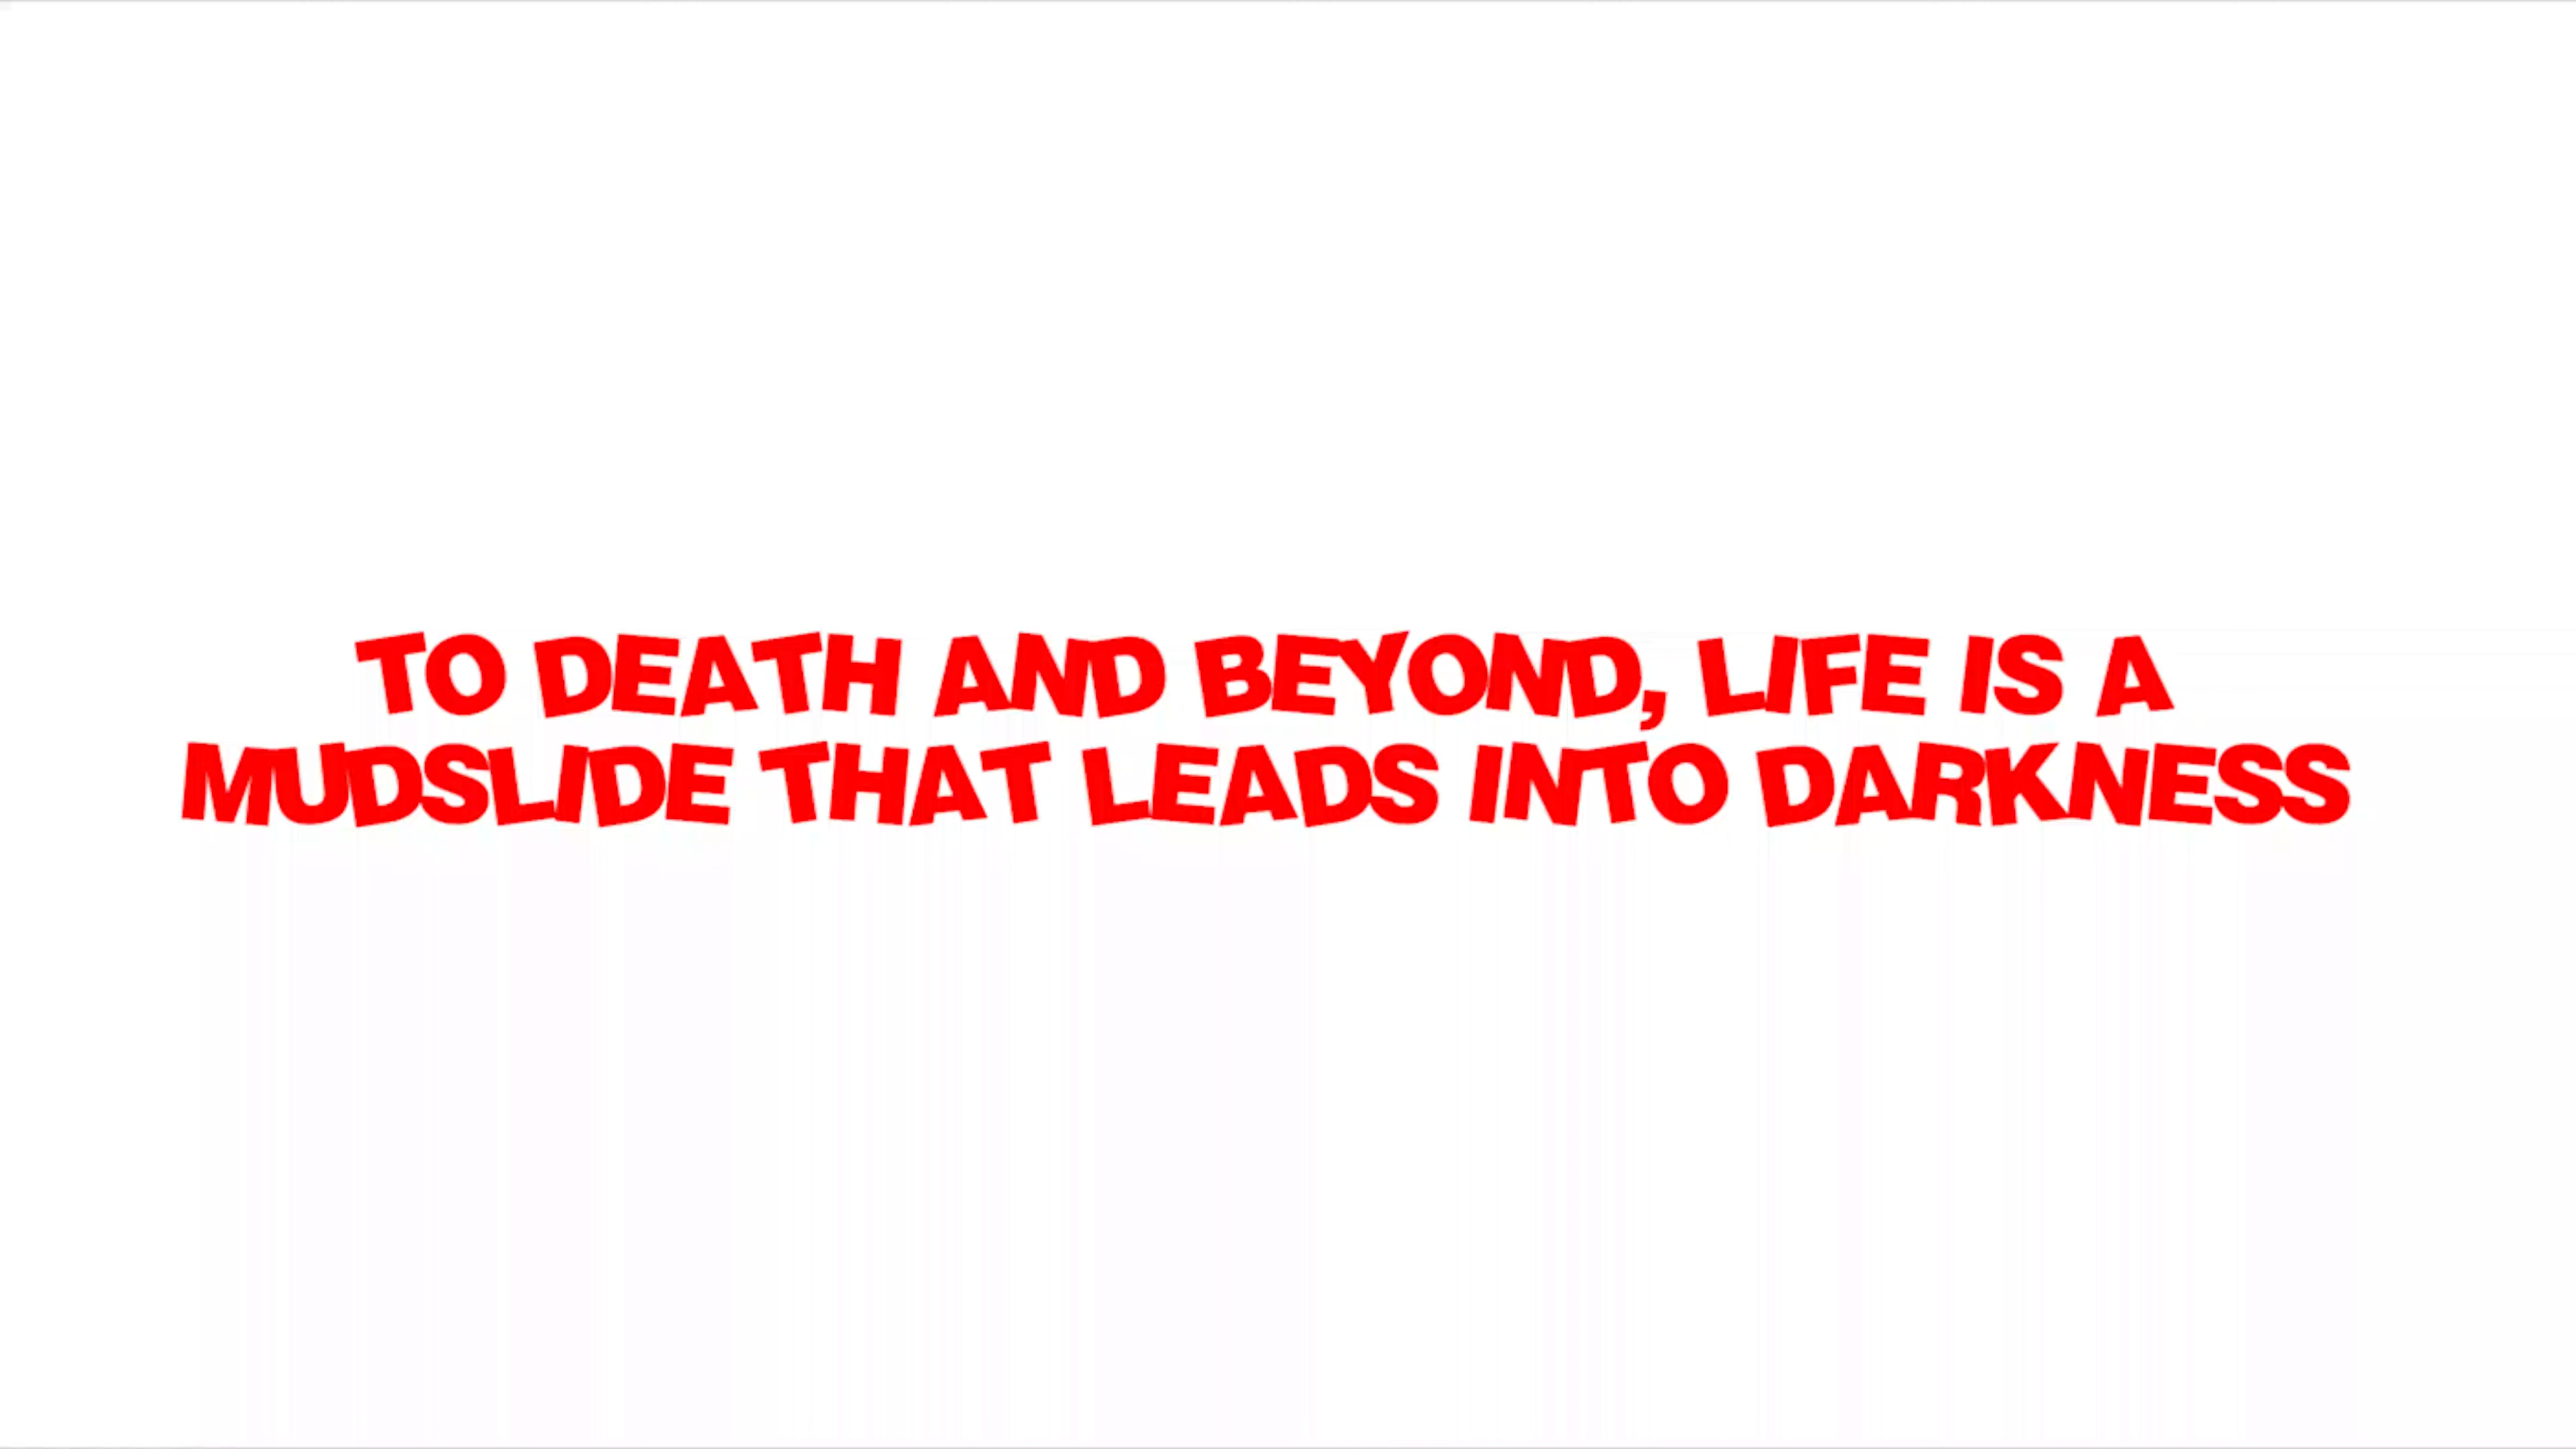 TO DEATH AND BEYOND, LIFE IS A
MUDSLIDE THAT LEADS INTO DARKNESS